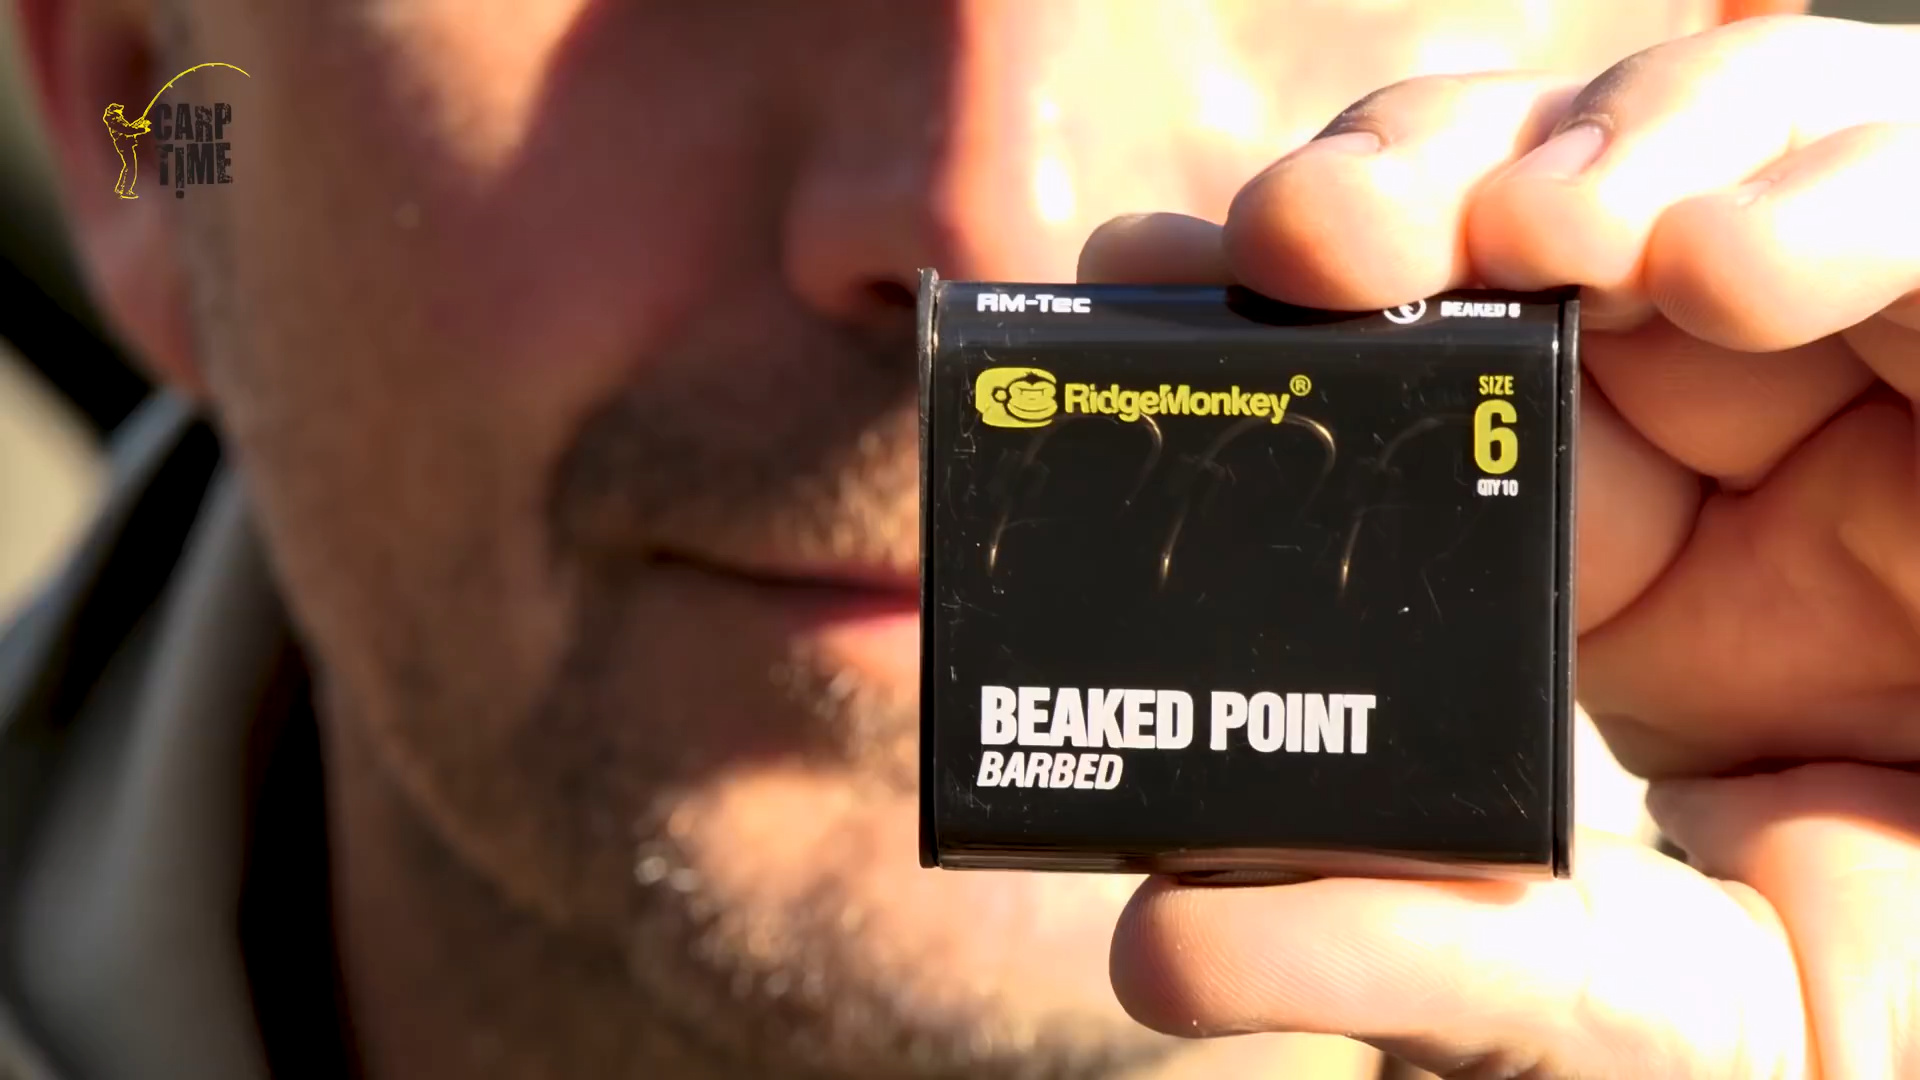 CARP
TIME
RM-Tec
BEAKED 6
RidgeMonkey®
SIZE
6
QTY 10
BEAKED POINT
BARBED